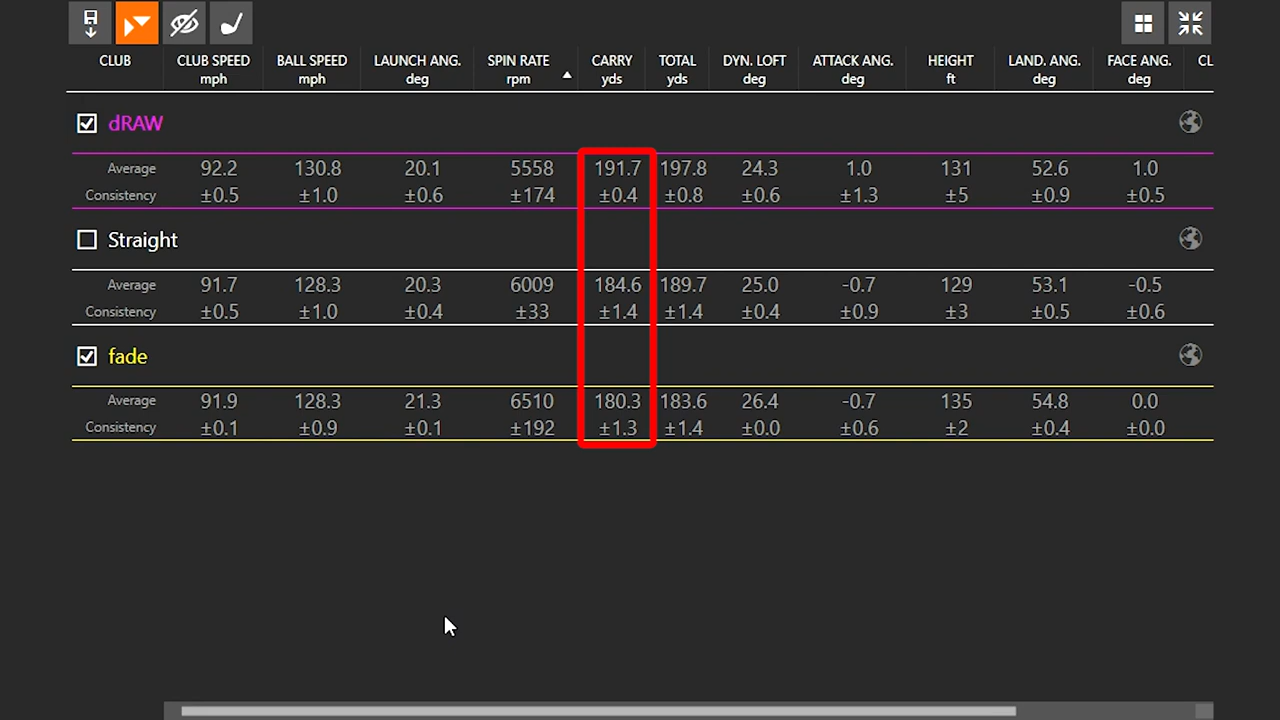 CLUB CLUB SPEED BALL SPEED LAUNCH ANG. SPIN RATE CARRY TOTAL DYN. LOFT ATTACK ANG. HEIGHT LAND. ANG. FACE ANG. CL
mph mph deg rpm yds yds deg deg ft deg deg
dRAW
Average 92.2 130.8 20.1 5558 191.7 197.8 24.3 1.0 131 52.6 1.0
Consistency ±0.5 ±1.0 ±0.6 ±174 ±0.4 ±0.8 ±0.6 ±1.3 ±5 ±0.9 ±0.5
Straight
Average 91.7 128.3 20.3 6009 184.6 189.7 25.0 -0.7 129 53.1 -0.5
Consistency ±0.5 ±1.0 ±0.4 ±33 ±1.4 ±1.4 ±0.4 ±0.9 ±3 ±0.5 ±0.6
fade
Average 91.9 128.3 21.3 6510 180.3 183.6 26.4 -0.7 135 54.8 0.0
Consistency ±0.1 ±0.9 ±0.1 ±192 ±1.3 ±1.4 ±0.0 ±0.6 ±2 ±0.4 ±0.0